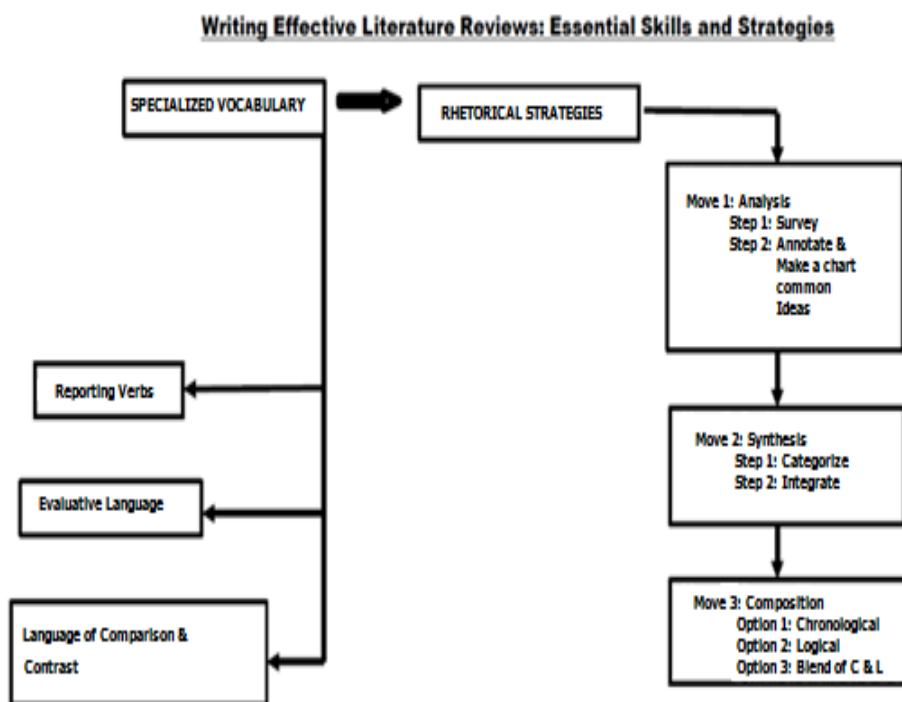 Writing Effective Literature Reviews: Essential Skills and Strategies
SPECIALIZED VOCABULARY
RHETORICAL STRATEGIES
Move 1: Analysis
Step 1: Survey
Step 2: Annotate &
Make a chart
common
Ideas
Reporting Verbs
Move 2: Synthesis
Step 1: Categorize
Step 2: Integrate
Evaluative Language
Language of Comparison &
Contrast
Move 3: Composition
Option 1: Chronological
Option 2: Logical
Option 3: Blend of C & L